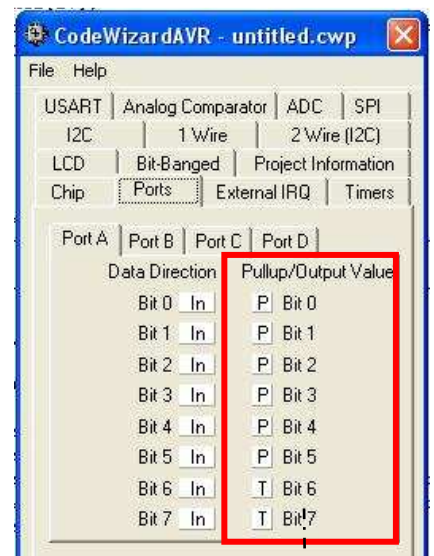 CodeWizardAVR - untitled.cwp
File Help
USART Analog Comparator ADC SPI
I2C 1 Wire 2 Wire (I2C)
LCD Bit-Banged Project Information
Chip Ports External IRQ Timers
Port A Port B Port C Port D
Data Direction Pullup/Output Value
Bit 0 In P Bit 0
Bit 1 In P Bit 1
Bit 2 In P Bit 2
Bit 3 In P Bit 3
Bit 4 In P Bit 4
Bit 5 In P Bit 5
Bit 6 In T Bit 6
Bit 7 In T Bit 7